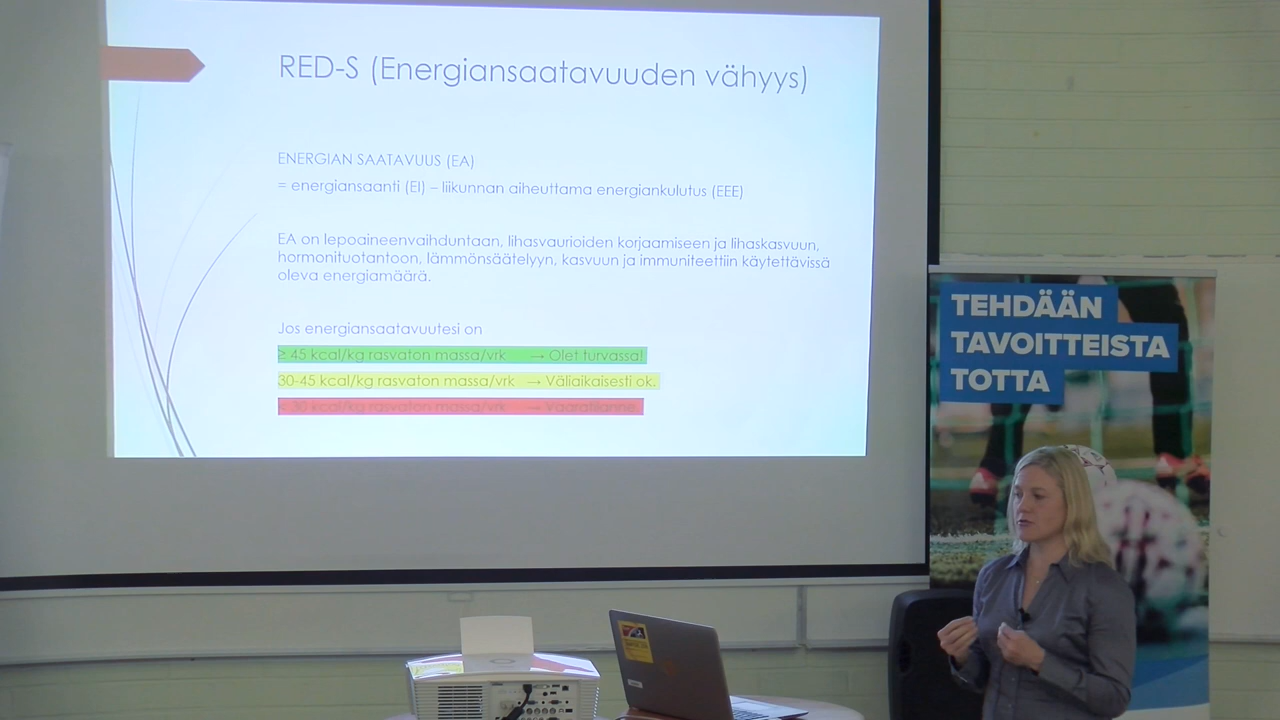 RED-S (Energiansaatavuuden vähyys)
ENERGIAN SAATAVUUS (EA)
= energiansaanti (EI) – liikunnan aiheuttama energiankulutus (EEE)
EA on lepoaineenvaihduntaan, lihasvaurioiden korjaamiseen ja lihaskasvuun,
hormonituotantoon, lämmönsäätelyyn, kasvuun ja immuniteettiin käytettävissä
oleva energiamäärä.
Jos energiansaatavuutesi on
≥ 45 kcal/kg rasvaton massa/vrk → Olet turvassa!
30-45 kcal/kg rasvaton massa/vrk → Väliaikaisesti ok.
< 30 kcal/kg rasvaton massa/vrk → Vaaratilanne.
TEHDÄÄN
TAVOITTEISTA
TOTTA